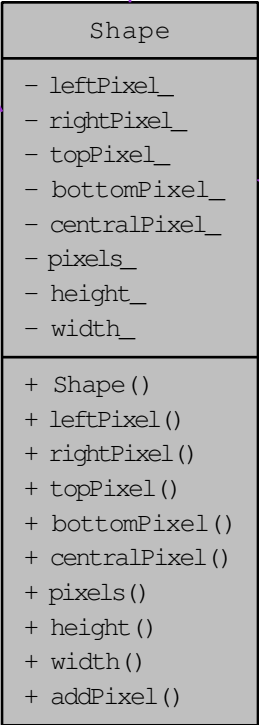 Shape
- leftPixel_
- rightPixel_
- topPixel_
- bottomPixel_
- centralPixel_
- pixels_
- height_
- width_
+ Shape()
+ leftPixel()
+ rightPixel()
+ topPixel()
+ bottomPixel()
+ centralPixel()
+ pixels()
+ height()
+ width()
+ addPixel()